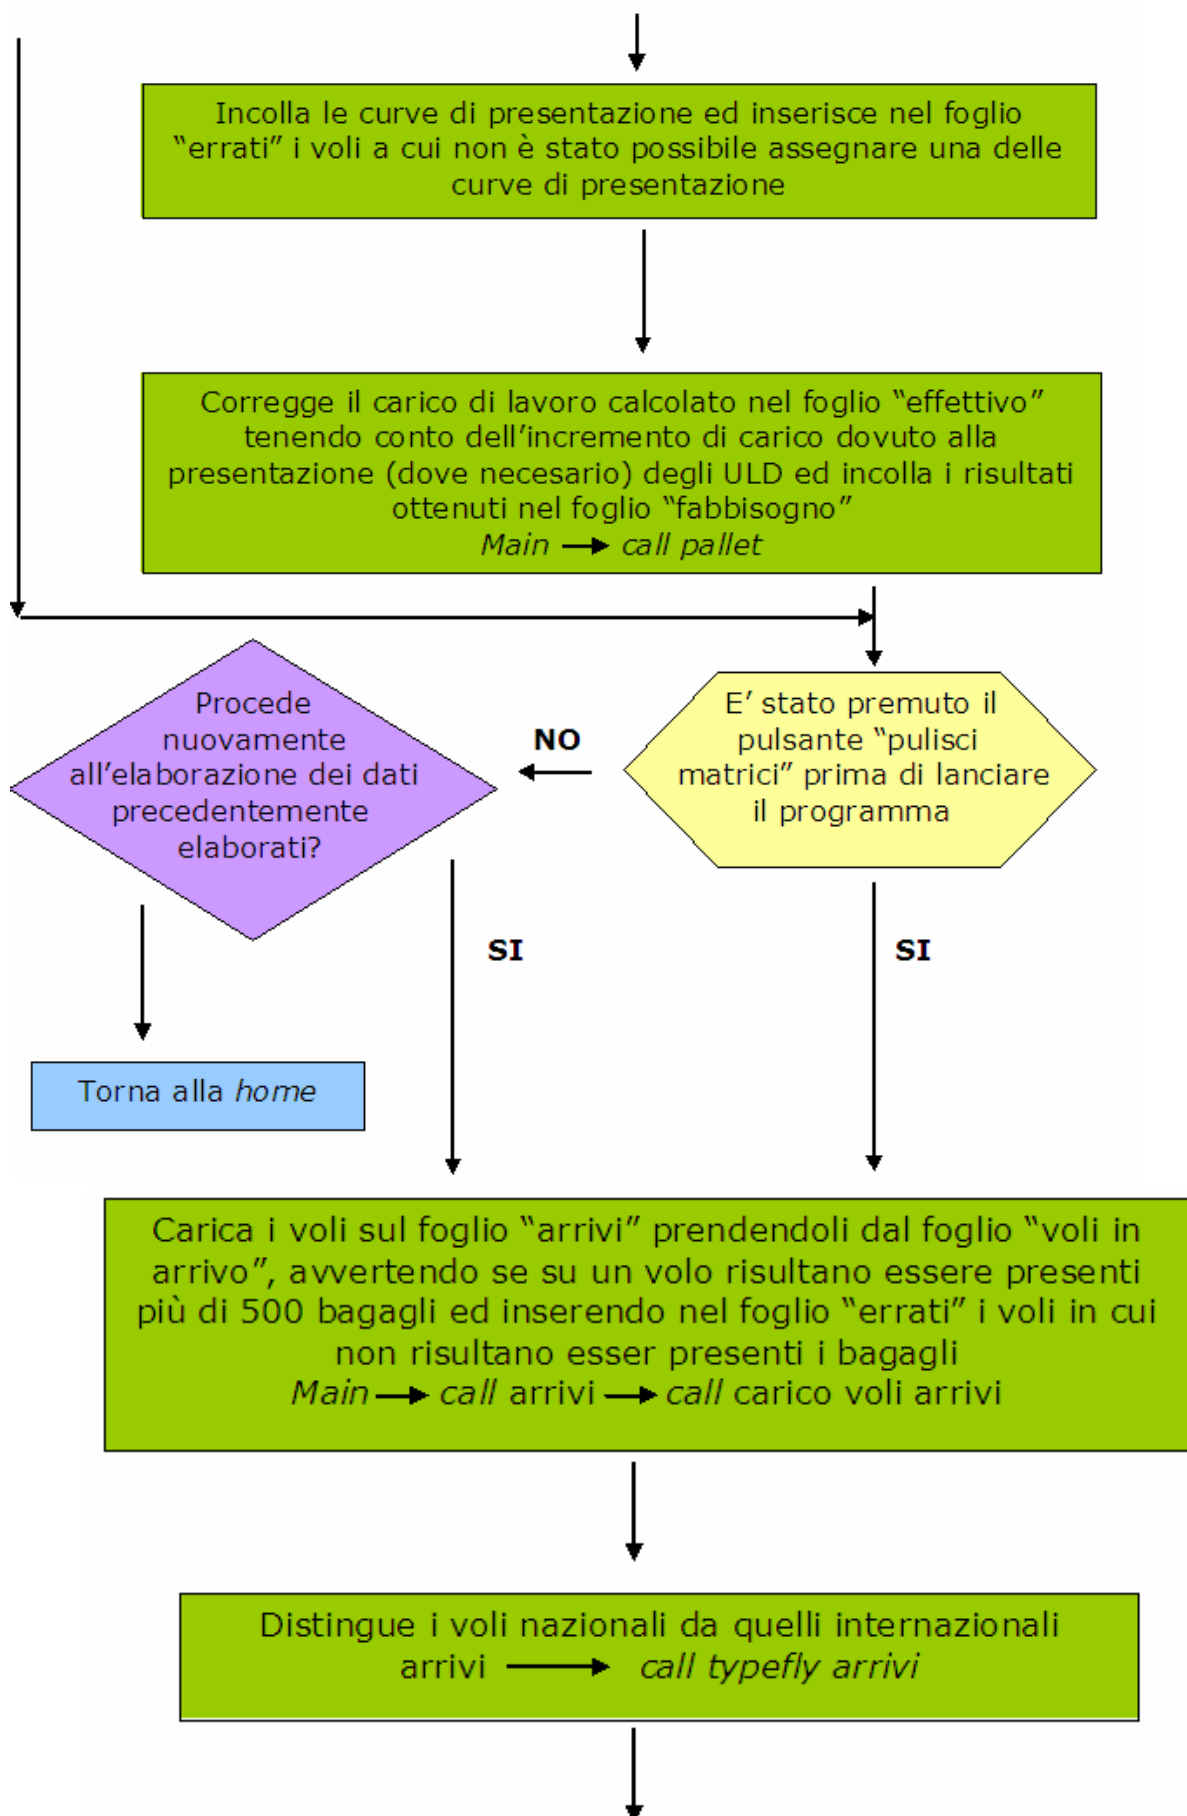 Incolla le curve di presentazione ed inserisce nel foglio
“errati” i voli a cui non è stato possibile assegnare una delle
curve di presentazione
Corregge il carico di lavoro calcolato nel foglio “effettivo”
tenendo conto dell’incremento di carico dovuto alla
presentazione (dove necesario) degli ULD ed incolla i risultati
ottenuti nel foglio “fabbisogno”
Main → call pallet
Procede
nuovamente
all’elaborazione dei dati
precedentemente
elaborati?
NO
E’ stato premuto il
pulsante “pulisci
matrici” prima di lanciare
il programma
SI
SI
Torna alla home
Carica i voli sul foglio “arrivi” prendendoli dal foglio “voli in
arrivo”, avvertendo se su un volo risultano essere presenti
più di 500 bagagli ed inserendo nel foglio “errati” i voli in cui
non risultano esser presenti i bagagli
Main → call arrivi → call carico voli arrivi
Distingue i voli nazionali da quelli internazionali
arrivi → call typefly arrivi